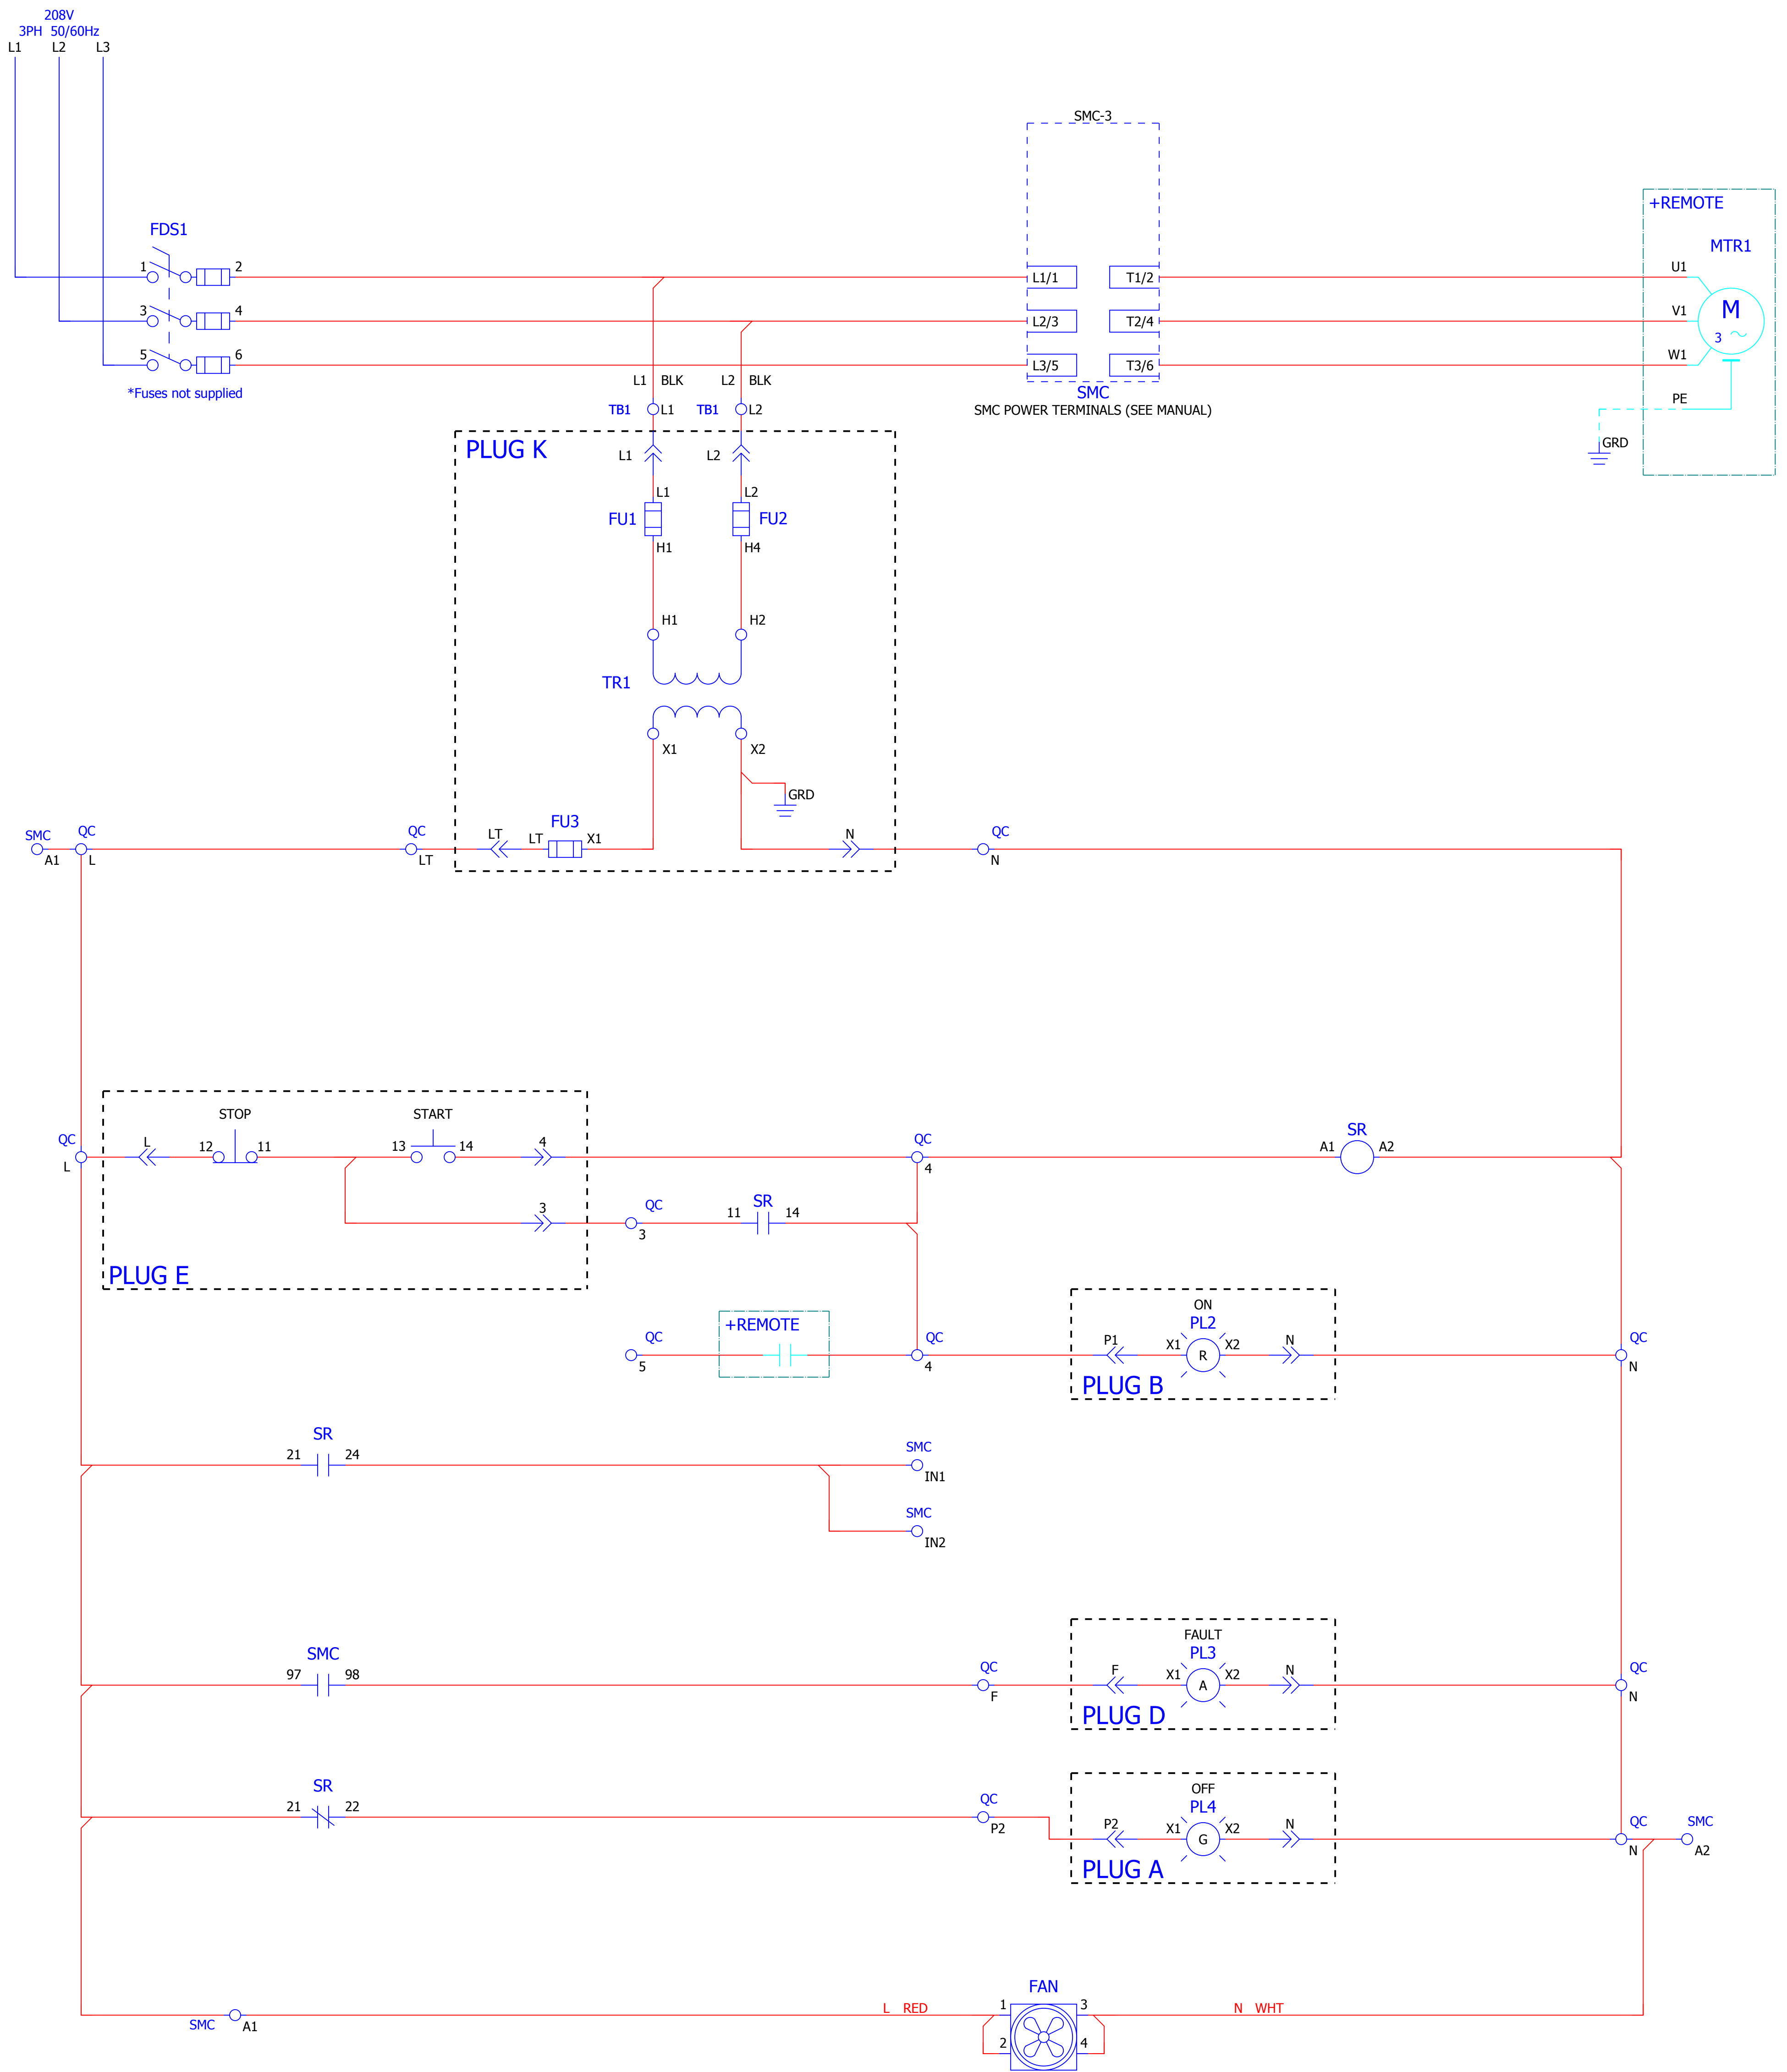 208V
3PH 50/60Hz
L1 L2 L3
SMC-3
+REMOTE
FDS1
MTR1
1 2 L1/1 T1/2 U1
3 4 L2/3 T2/4 V1
M
3
5 6 L3/5 T3/6 W1
*Fuses not supplied
L1 BLK L2 BLK
SMC
PE
TB1 L1 TB1 L2
SMC POWER TERMINALS (SEE MANUAL)
GRD
PLUG K
L1 L2
L1 L2
FU1 FU2
H1 H4
H1 H2
TR1
X1 X2
GRD
SMC QC QC FU3 QC
LT LT X1 N
A1 L LT N
STOP START
QC L 12 11 13 14 4 QC SR
A1 A2
L 4
3 QC 11 SR 14
3
PLUG E
ON
+REMOTE PL2
QC QC P1 X1 X2 N QC
R
5 4 N
PLUG B
SR SMC
21 24
IN1
SMC
IN2
FAULT
SMC PL3
97 98 QC F X1 X2 N QC
A
F N
PLUG D
SR OFF
21 22 QC PL4
P2 P2 X1 X2 N QC SMC
G
N A2
PLUG A
FAN
L RED 1 3 N WHT
SMC A1
2 4